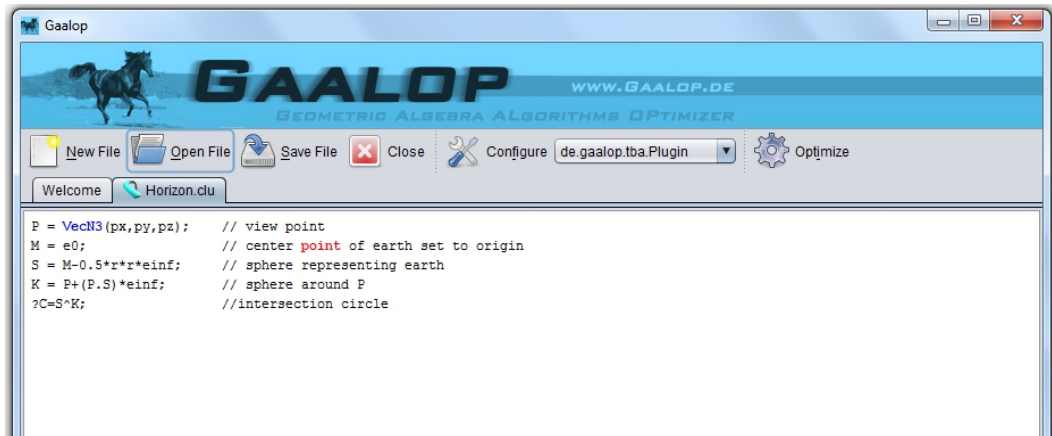 Gaalop
GAALOP
WWW.GAALOP.DE
GEOMETRIC ALGEBRA ALGORITHMS OPTIMIZER
New File Open File Save File Close Configure de.gaalop.tba.Plugin Optimize
Welcome Horizon.clu
P = VecN3(px,py,pz); // view point
M = e0; // center point of earth set to origin
S = M-0.5*r*r*einf; // sphere representing earth
K = P+(P.S)*einf; // sphere around P
?C=S^K; //intersection circle